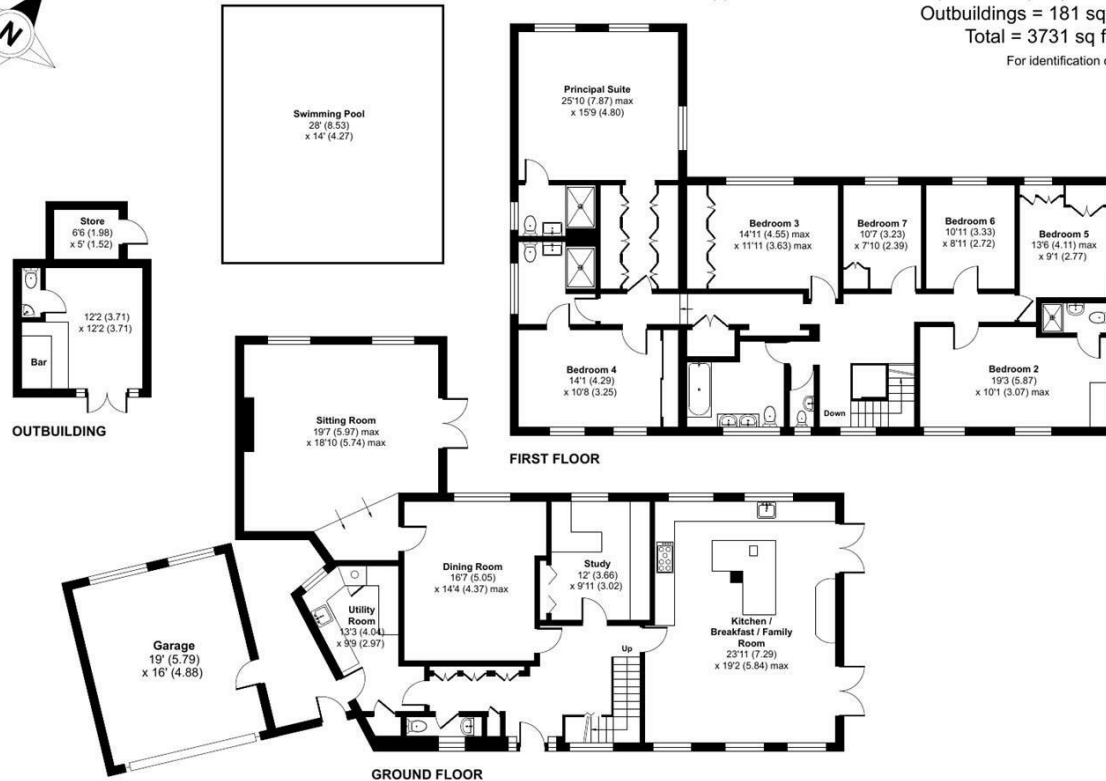 N
Outbuildings = 181 sq
Total = 3731 sq f
For identification o
Swimming Pool
28' (8.53)
x 14' (4.27)
Store
6'6 (1.98)
x 5' (1.52)
12'2 (3.71)
x 12'2 (3.71)
Bar
OUTBUILDING
Principal Suite
25'10 (7.87) max
x 15'9 (4.80)
Bedroom 3
14'11 (4.55) max
x 11'11 (3.63) max
Bedroom 7
10'7 (3.23)
x 7'10 (2.39)
Bedroom 6
10'11 (3.33)
x 8'11 (2.72)
Bedroom 5
13'6 (4.11) max
x 9'1 (2.77)
Bedroom 4
14'1 (4.29)
x 10'8 (3.25)
Down
Bedroom 2
19'3 (5.87)
x 10'1 (3.07) max
FIRST FLOOR
Sitting Room
19'7 (5.97) max
x 18'10 (5.74) max
Dining Room
16'7 (5.05)
x 14'4 (4.37) max
Study
12' (3.66)
x 9'11 (3.02)
Kitchen /
Breakfast / Family
Room
23'11 (7.29)
x 19'2 (5.84) max
Utility
Room
13'3 (4.04)
x 9'9 (2.97)
Garage
19' (5.79)
x 16' (4.88)
Up
GROUND FLOOR